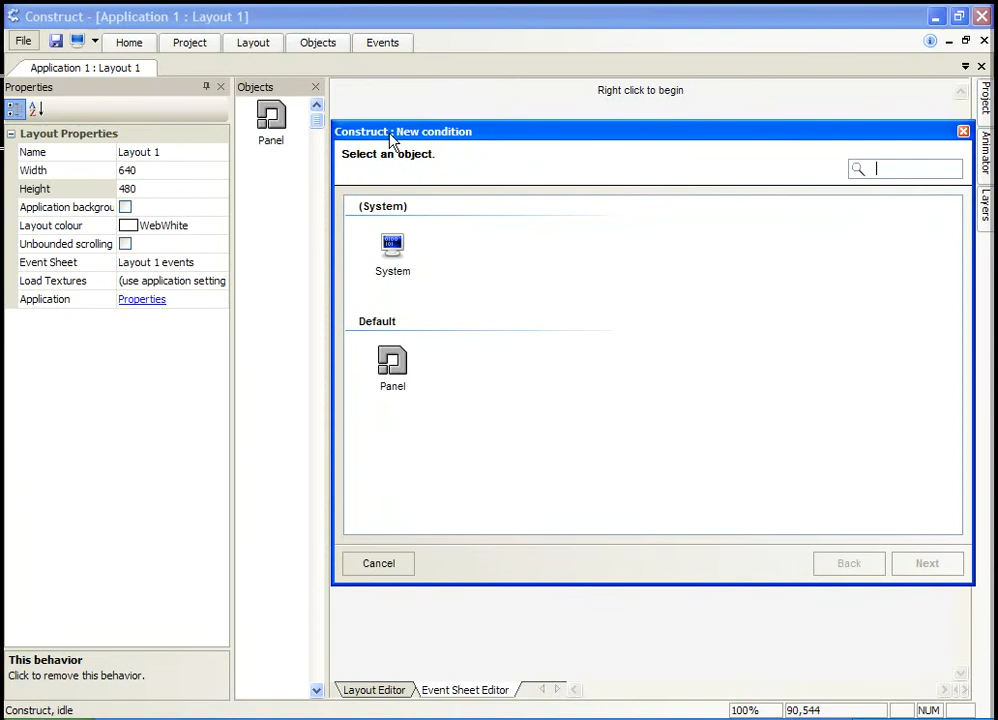 Construct - [Application 1 : Layout 1]
File
Home
Project
Layout
Objects
Events
Application 1 : Layout 1
Properties
Objects
Right click to begin
Layout Properties
Name Layout 1
Width 640
Height 480
Application backgrou
Layout colour WebWhite
Unbounded scrolling
Event Sheet Layout 1 events
Load Textures (use application setting
Application Properties
Panel
Construct : New condition
Select an object.
(System)
System
Default
Panel
Cancel
Back
Next
Project
Animator
Layers
This behavior
Click to remove this behavior.
Layout Editor
Event Sheet Editor
Construct, idle
100%
90,544
NUM